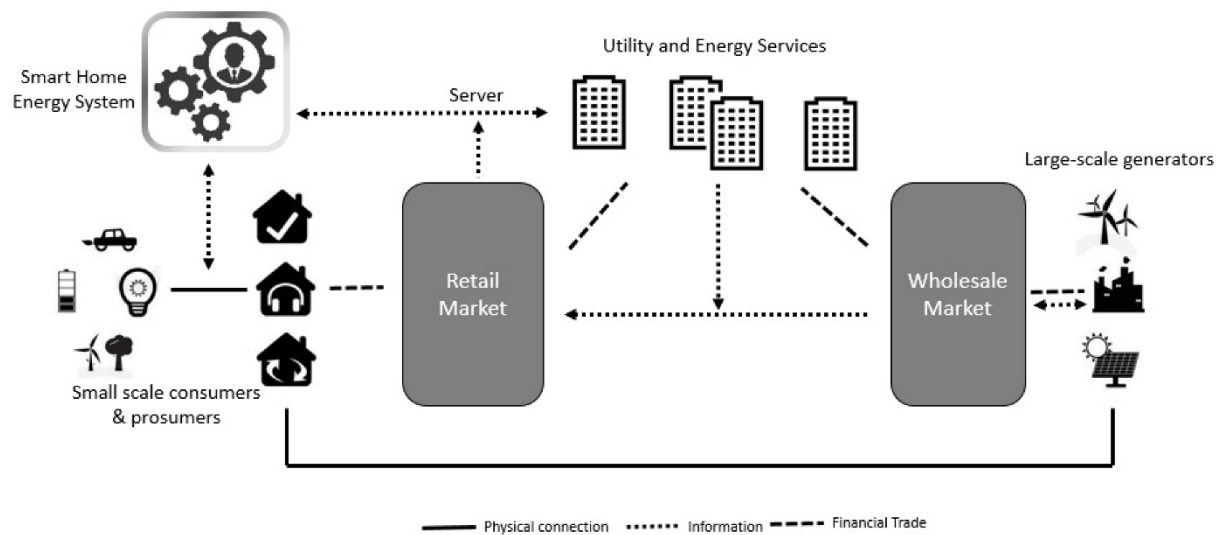 Utility and Energy Services
Smart Home
Energy System
Server
Large-scale generators
Retail
Market
Wholesale
Market
Small scale consumers
& prosumers
Physical connection
Information
Financial Trade